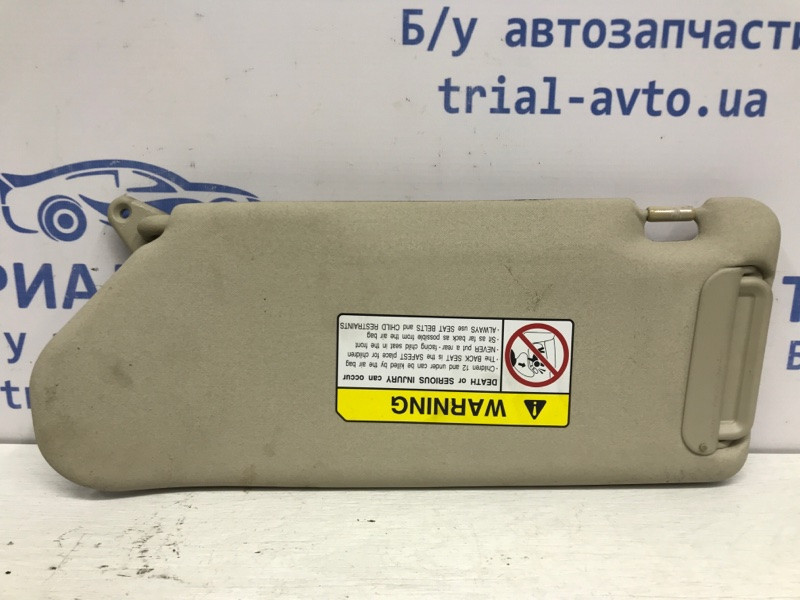 Б/у автозапчасти
trial-avto.ua
РИА
/у
WARNING
DEATH or SERIOUS INJURY can occur
· Children 12 and under can be killed by the air bag
· The BACK SEAT is the SAFEST place for children
· NEVER put a rear - facing child seat in the front
Sit as far back as possible from the air bag
· ALWAYS use SEAT BELTS and CHILD RESTRAINTS